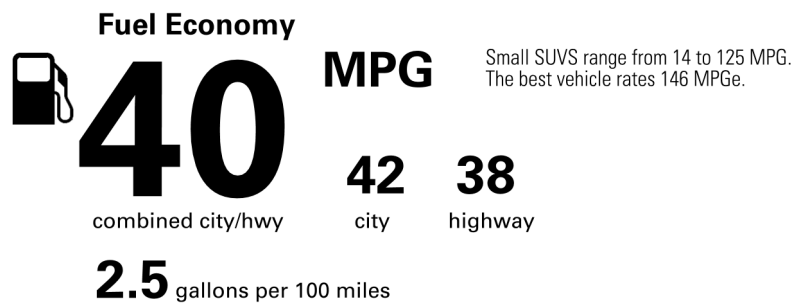 Fuel Economy
40
MPG
Small SUVS range from 14 to 125 MPG.
The best vehicle rates 146 MPGe.
42 38
combined city/hwy city highway
2.5 gallons per 100 miles